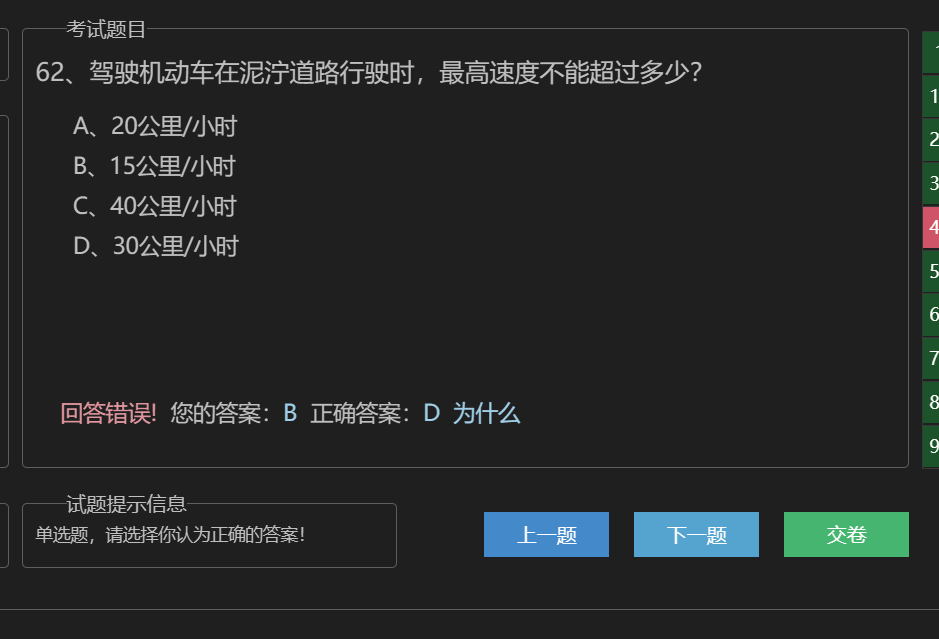 考试题目
62、驾驶机动车在泥泞道路行驶时，最高速度不能超过多少?
A、20公里/小时
B、15公里/小时
C、40公里/小时
D、30公里/小时
回答错误! 您的答案：B 正确答案：D 为什么
试题提示信息
单选题，请选择你认为正确的答案!
上一题 下一题 交卷
1
2
3
4
5
6
7
8
9